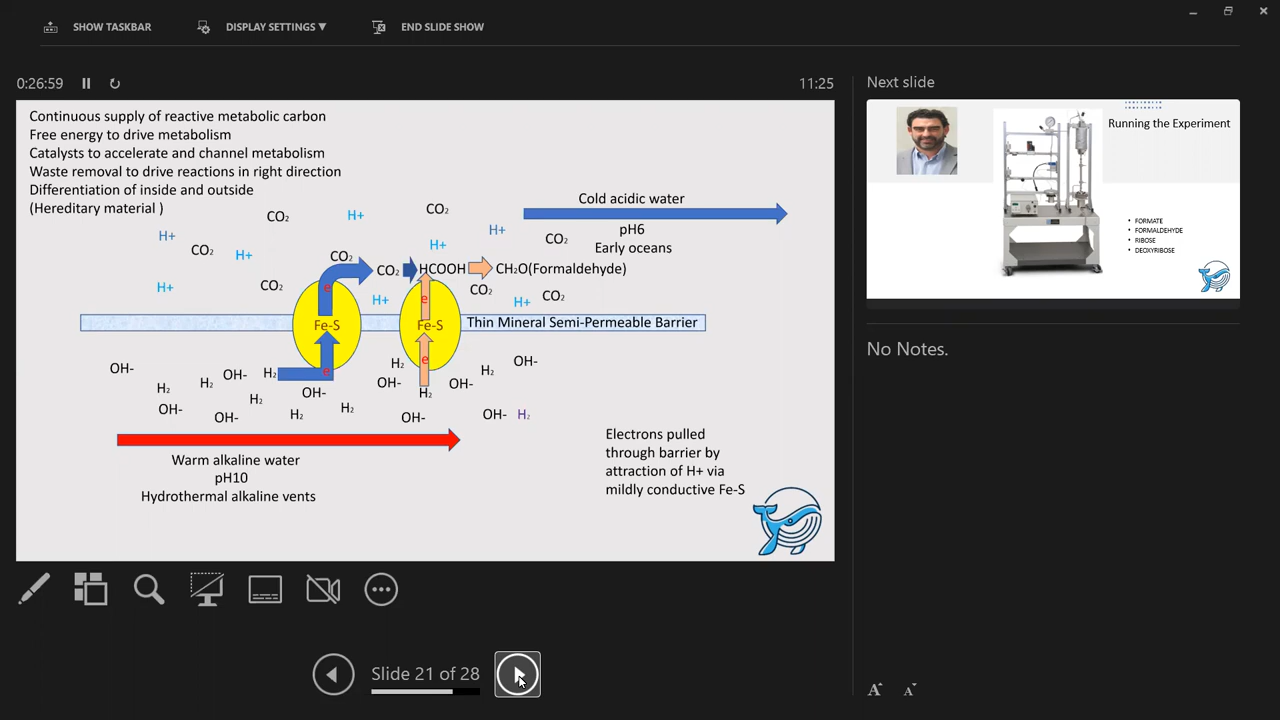 SHOW TASKBAR
DISPLAY SETTINGS ▼
END SLIDE SHOW
0:26:59
11:25
Continuous supply of reactive metabolic carbon
Free energy to drive metabolism
Catalysts to accelerate and channel metabolism
Waste removal to drive reactions in right direction
Differentiation of inside and outside
(Hereditary material )
Cold acidic water
pH6
Early oceans
CO₂
H+
CO₂
H+
H+
CO₂
CO₂
H+
H+
CO₂
CO₂
HCOOH
CH₂O(Formaldehyde)
H+
CO₂
e
H+
e
CO₂
H+
CO₂
Fe-S
Fe-S
Thin Mineral Semi-Permeable Barrier
OH-
H₂
e
OH-
H₂
OH-
H₂
e
H₂
H₂
OH-
OH-
OH-
H₂
H₂
OH-
H₂
OH-
H₂
H₂
OH-
OH-
H₂
Warm alkaline water
pH10
Hydrothermal alkaline vents
Electrons pulled
through barrier by
attraction of H+ via
mildly conductive Fe-S
Slide 21 of 28
Next slide
Running the Experiment
• FORMATE
• FORMALDEHYDE
• RIBOSE
• DEOXYRIBOSE
No Notes.
A
A